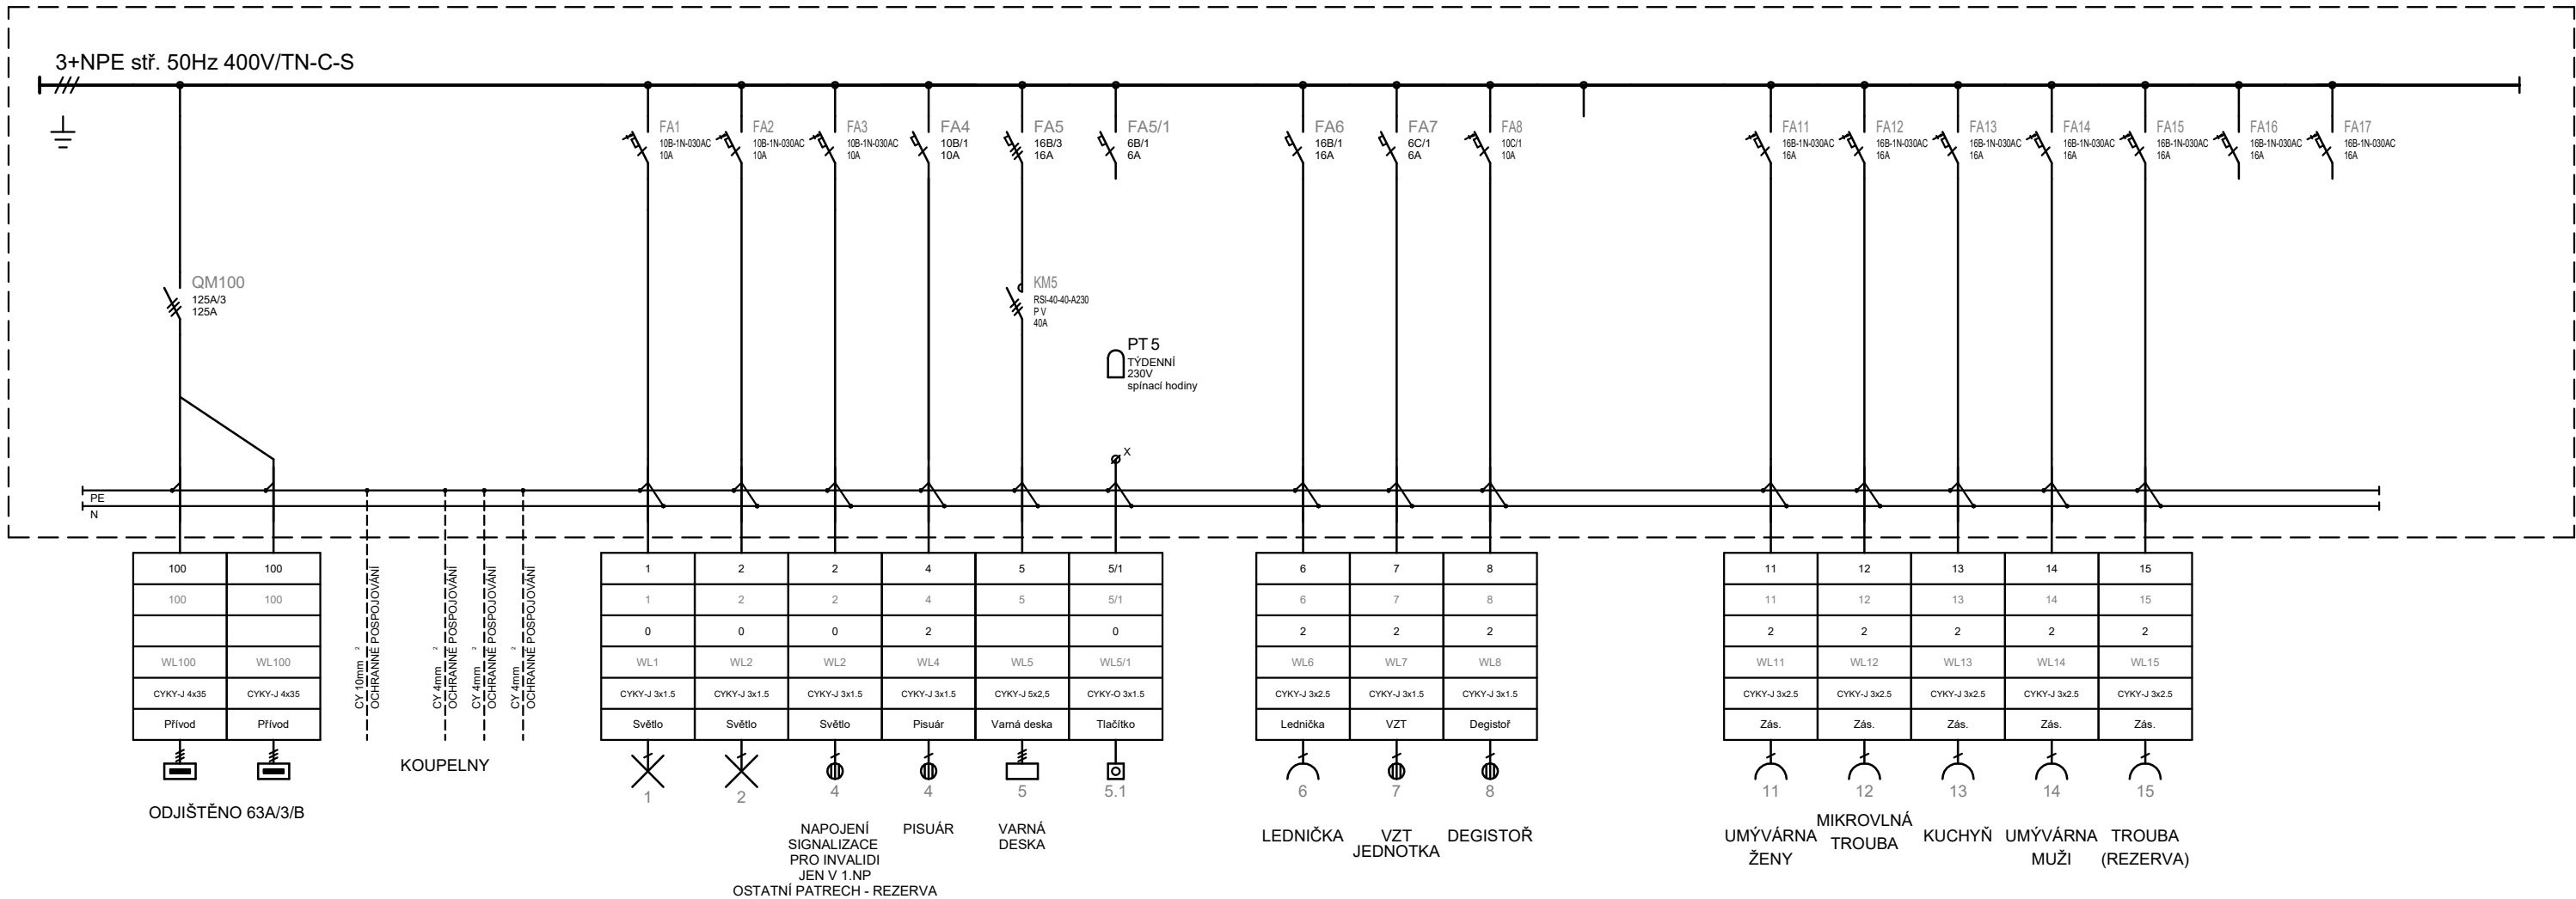 3+NPE stř. 50Hz 400V/TN-C-S
QM100
125A/3
125A
FA1
10B-1N-030AC
10A
FA2
10B-1N-030AC
10A
FA3
10B-1N-030AC
10A
FA4
10B/1
10A
FA5
16B/3
16A
FA5/1
6B/1
6A
FA6
16B/1
16A
FA7
6C/1
6A
FA8
10C/1
10A
FA11
16B-1N-030AC
16A
FA12
16B-1N-030AC
16A
FA13
16B-1N-030AC
16A
FA14
16B-1N-030AC
16A
FA15
16B-1N-030AC
16A
FA16
16B-1N-030AC
16A
FA17
16B-1N-030AC
16A
KM5
RSI-40-40-A230
P V
40A
PT 5
TÝDENNÍ
230V
spínací hodiny
X
PE
N
100 100
100 100
WL100 WL100
CYKY-J 4x35 CYKY-J 4x35
Přívod Přívod
ODJIŠTĚNO 63A/3/B
CY 10mm ²
OCHRANNÉ POSPOJOVÁNÍ
CY 4mm ²
OCHRANNÉ POSPOJOVÁNÍ
CY 4mm ²
OCHRANNÉ POSPOJOVÁNÍ
CY 4mm ²
OCHRANNÉ POSPOJOVÁNÍ
KOUPELNY
1 2 2 4 5 5/1
1 2 2 4 5 5/1
0 0 0 2 0
WL1 WL2 WL2 WL4 WL5 WL5/1
CYKY-J 3x1.5 CYKY-J 3x1.5 CYKY-J 3x1.5 CYKY-J 3x1.5 CYKY-J 5x2,5 CYKY-O 3x1.5
Světlo Světlo Světlo Pisuár Varná deska Tlačítko
1 2 4 4 5 5.1
NAPOJENÍ
SIGNALIZACE
PRO INVALIDI
JEN V 1.NP
OSTATNÍ PATRECH - REZERVA
PISUÁR
VARNÁ
DESKA
6 7 8
6 7 8
2 2 2
WL6 WL7 WL8
CYKY-J 3x2.5 CYKY-J 3x1.5 CYKY-J 3x1.5
Lednička VZT Degistoř
6 7 8
LEDNIČKA
VZT
JEDNOTKA
DEGISTOŘ
11 12 13 14 15
11 12 13 14 15
2 2 2 2 2
WL11 WL12 WL13 WL14 WL15
CYKY-J 3x2.5 CYKY-J 3x2.5 CYKY-J 3x2.5 CYKY-J 3x2.5 CYKY-J 3x2.5
Zás. Zás. Zás. Zás. Zás.
11 12 13 14 15
UMÝVÁRNA
ŽENY
MIKROVLNÁ
TROUBA
KUCHYŇ
UMÝVÁRNA
MUŽI
TROUBA
(REZERVA)